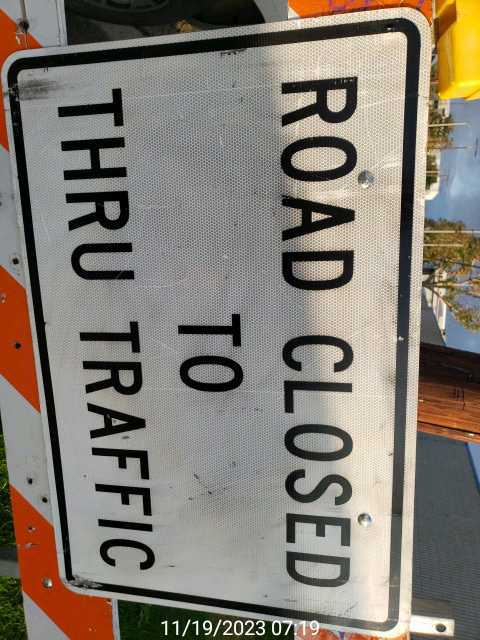 ROAD CLOSED
TO
THRU TRAFFIC
11/19/2023 07:19